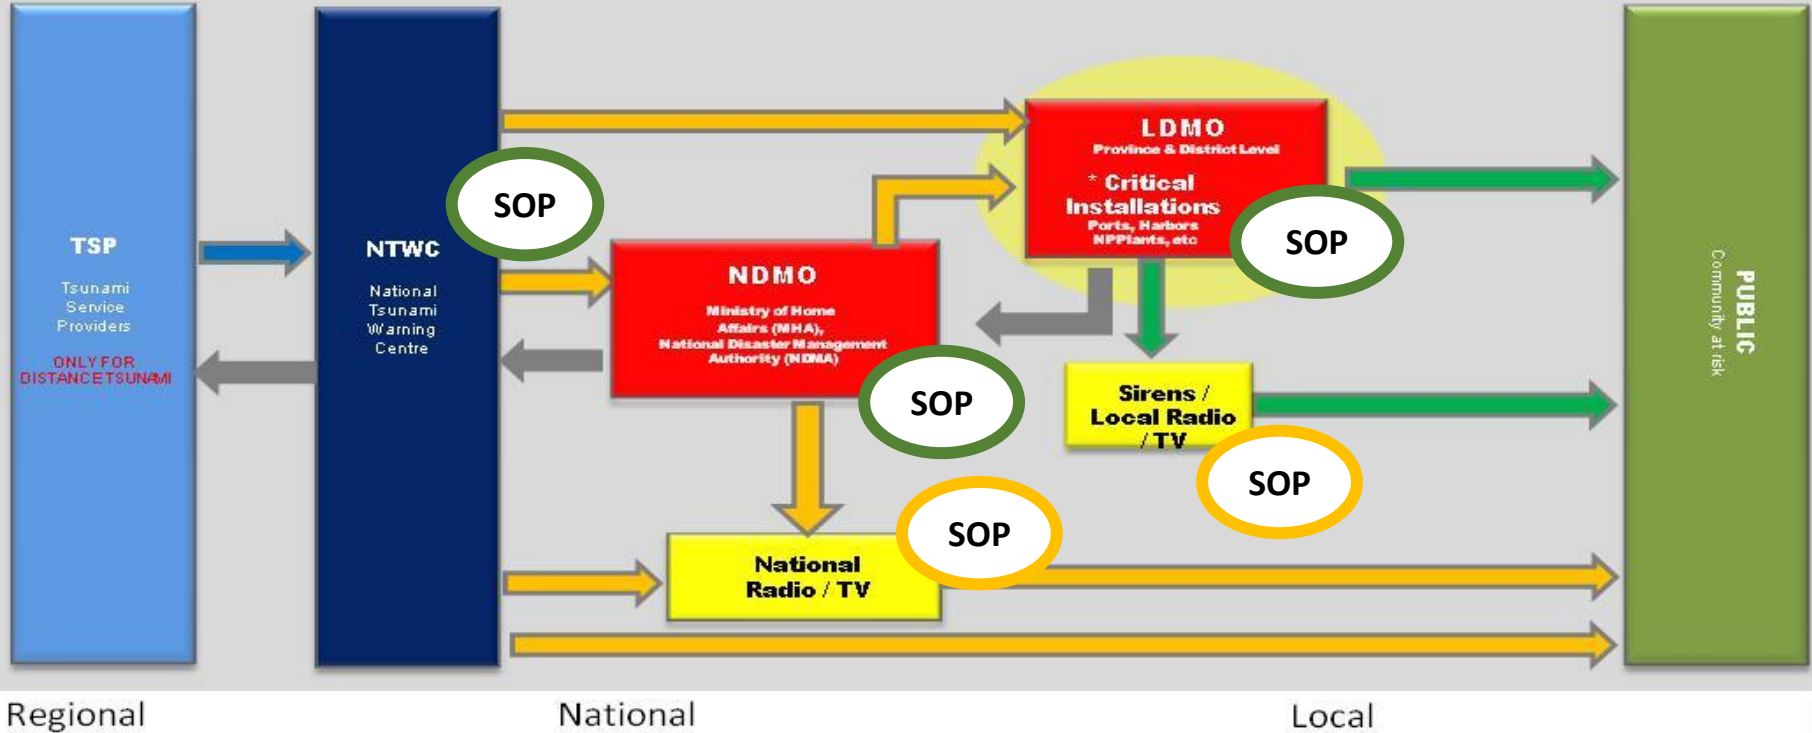 TSP
Tsunami
Service
Providers
ONLY FOR
DISTANCE TSUNAMI
NTWC
National
Tsunami
Warning
Centre
SOP
NDMO
Ministry of Home
Affairs (MHA),
National Disaster Management
Authority (NDMA)
SOP
National
Radio / TV
SOP
LDMO
Province & District Level
* Critical
Installations
Ports, Harbors
NPPlants, etc
SOP
Sirens /
Local Radio
/ TV
SOP
PUBLIC
Community at risk
Regional
National
Local